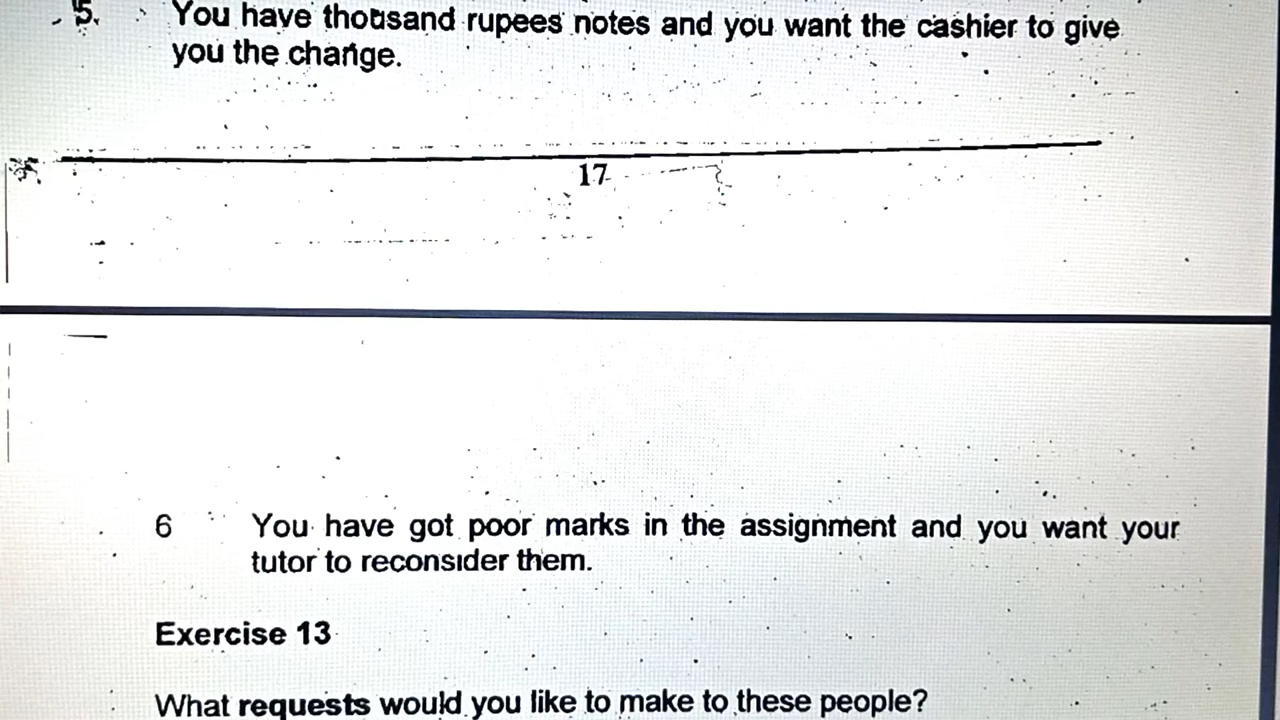 5. You have thousand rupees notes and you want the cashier to give
you the change.
17
6 You have got poor marks in the assignment and you want your
tutor to reconsider them.
Exercise 13
What requests would you like to make to these people?